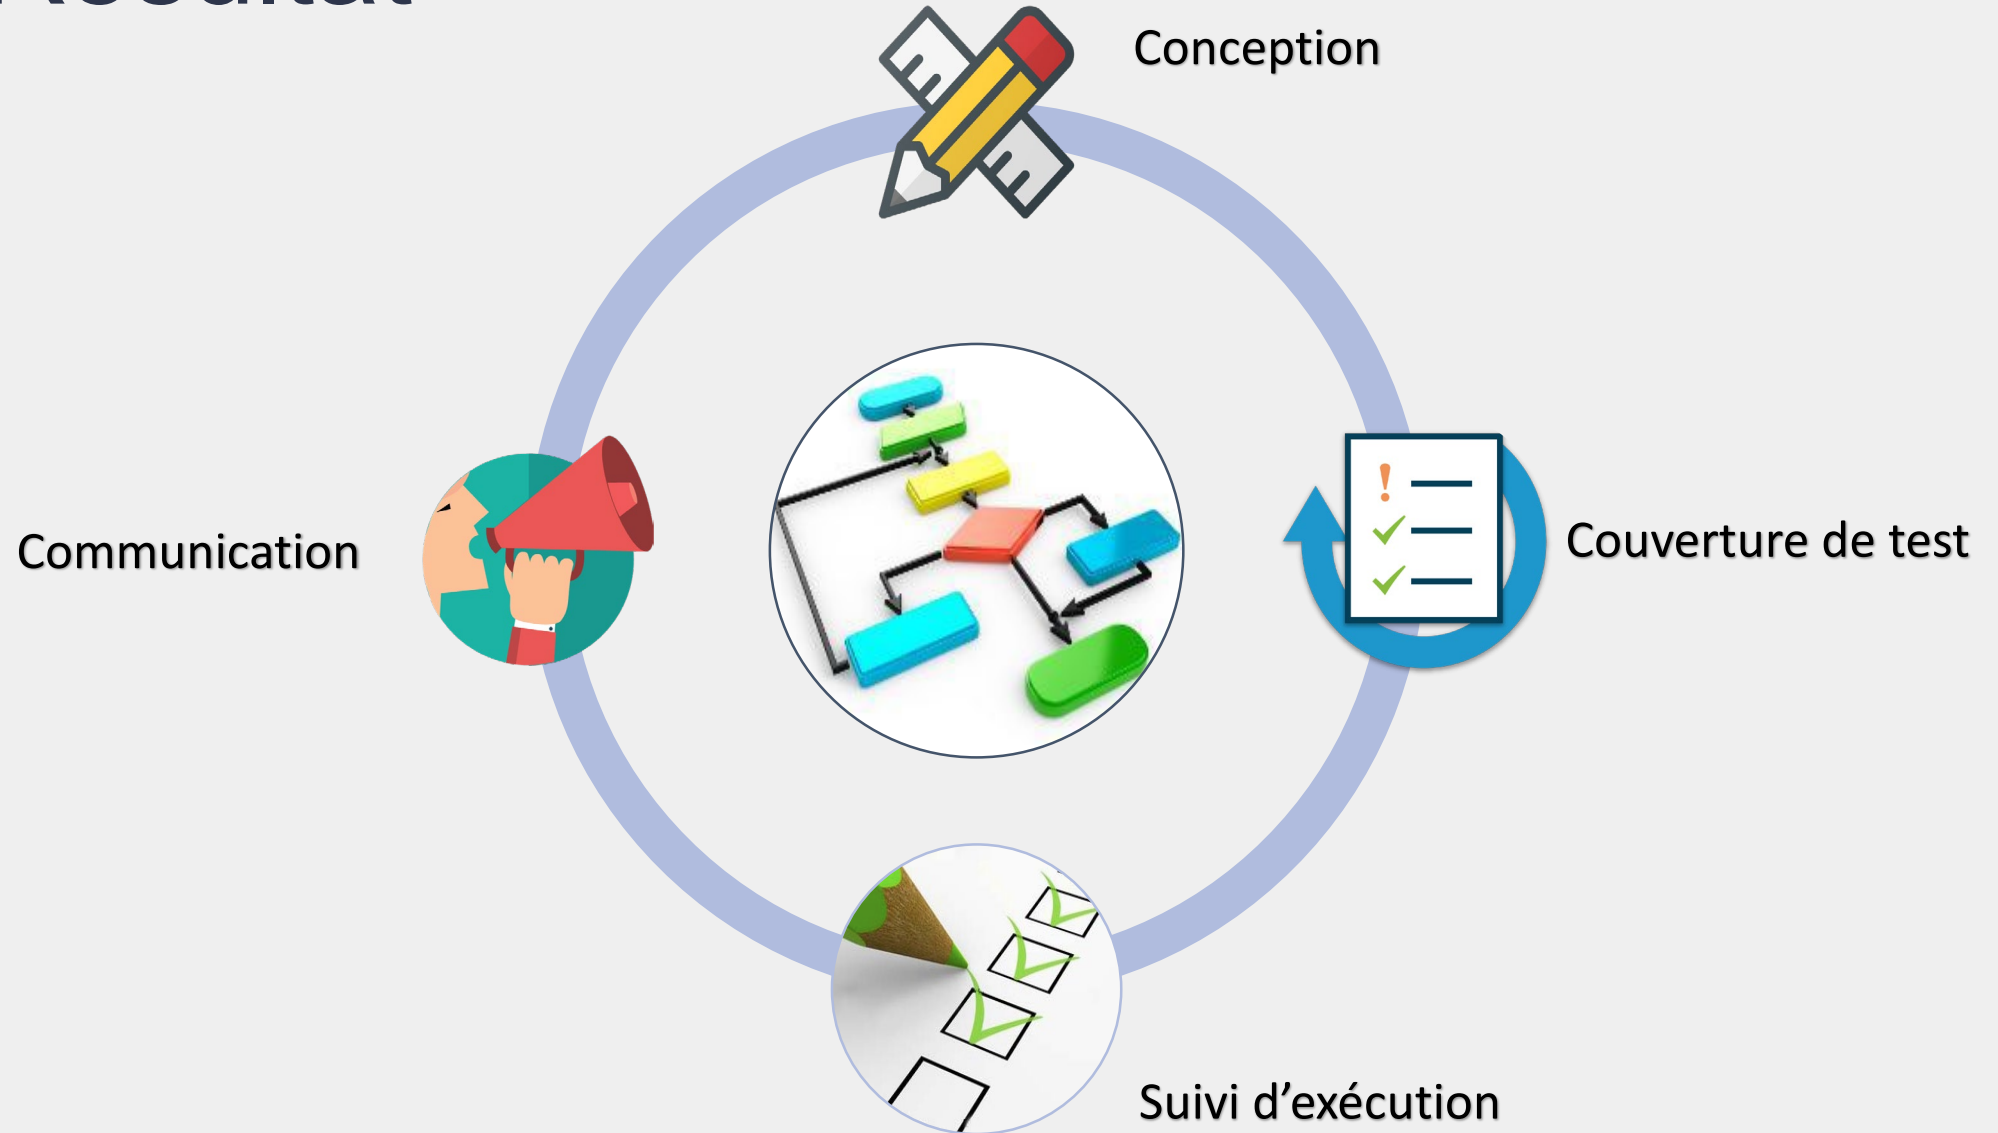 Conception
Communication
Couverture de test
Suivi d’exécution